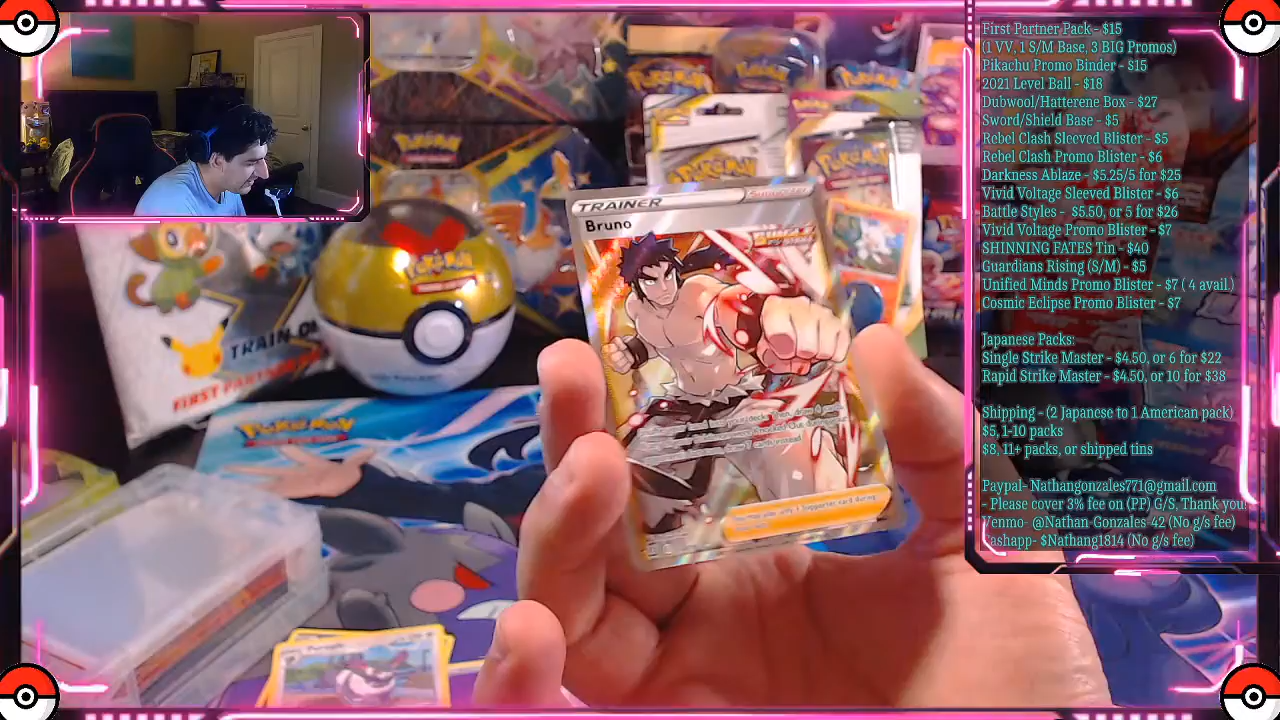 First Partner Pack - $15
(1 VV, 1 S/M Base, 3 BIG Promos)
Pikachu Promo Binder - $15
2021 Level Ball - $18
Dubwool/Hatterene Box - $27
Sword/Shield Base - $5
Rebel Clash Sleeved Blister - $5
Rebel Clash Promo Blister - $6
Darkness Ablaze - $5.25/5 for $25
Vivid Voltage Sleeved Blister - $6
Battle Styles - $5.50, or 5 for $26
Vivid Voltage Promo Blister - $7
SHINNING FATES Tin - $40
Guardians Rising (S/M) - $5
Unified Minds Promo Blister - $7 ( 4 avail.)
Cosmic Eclipse Promo Blister - $7
Japanese Packs:
Single Strike Master - $4.50, or 6 for $22
Rapid Strike Master - $4.50, or 10 for $38
Shipping - (2 Japanese to 1 American pack)
$5, 1-10 packs
$8, 11+ packs, or shipped tins
Paypal- Nathangonzales771@gmail.com
- Please cover 3% fee on (PP) G/S, Thank you
Venmo- @Nathan-Gonzales-42 (No g/s fee)
Cashapp- $Nathang1814 (No g/s fee)
TRAINER Supporter
Bruno
Pokémon
Pokémon
Pokémon
Pokémon
Pokémon
Pokémon
TRAIN ON
FIRST PARTNER
Pokémon